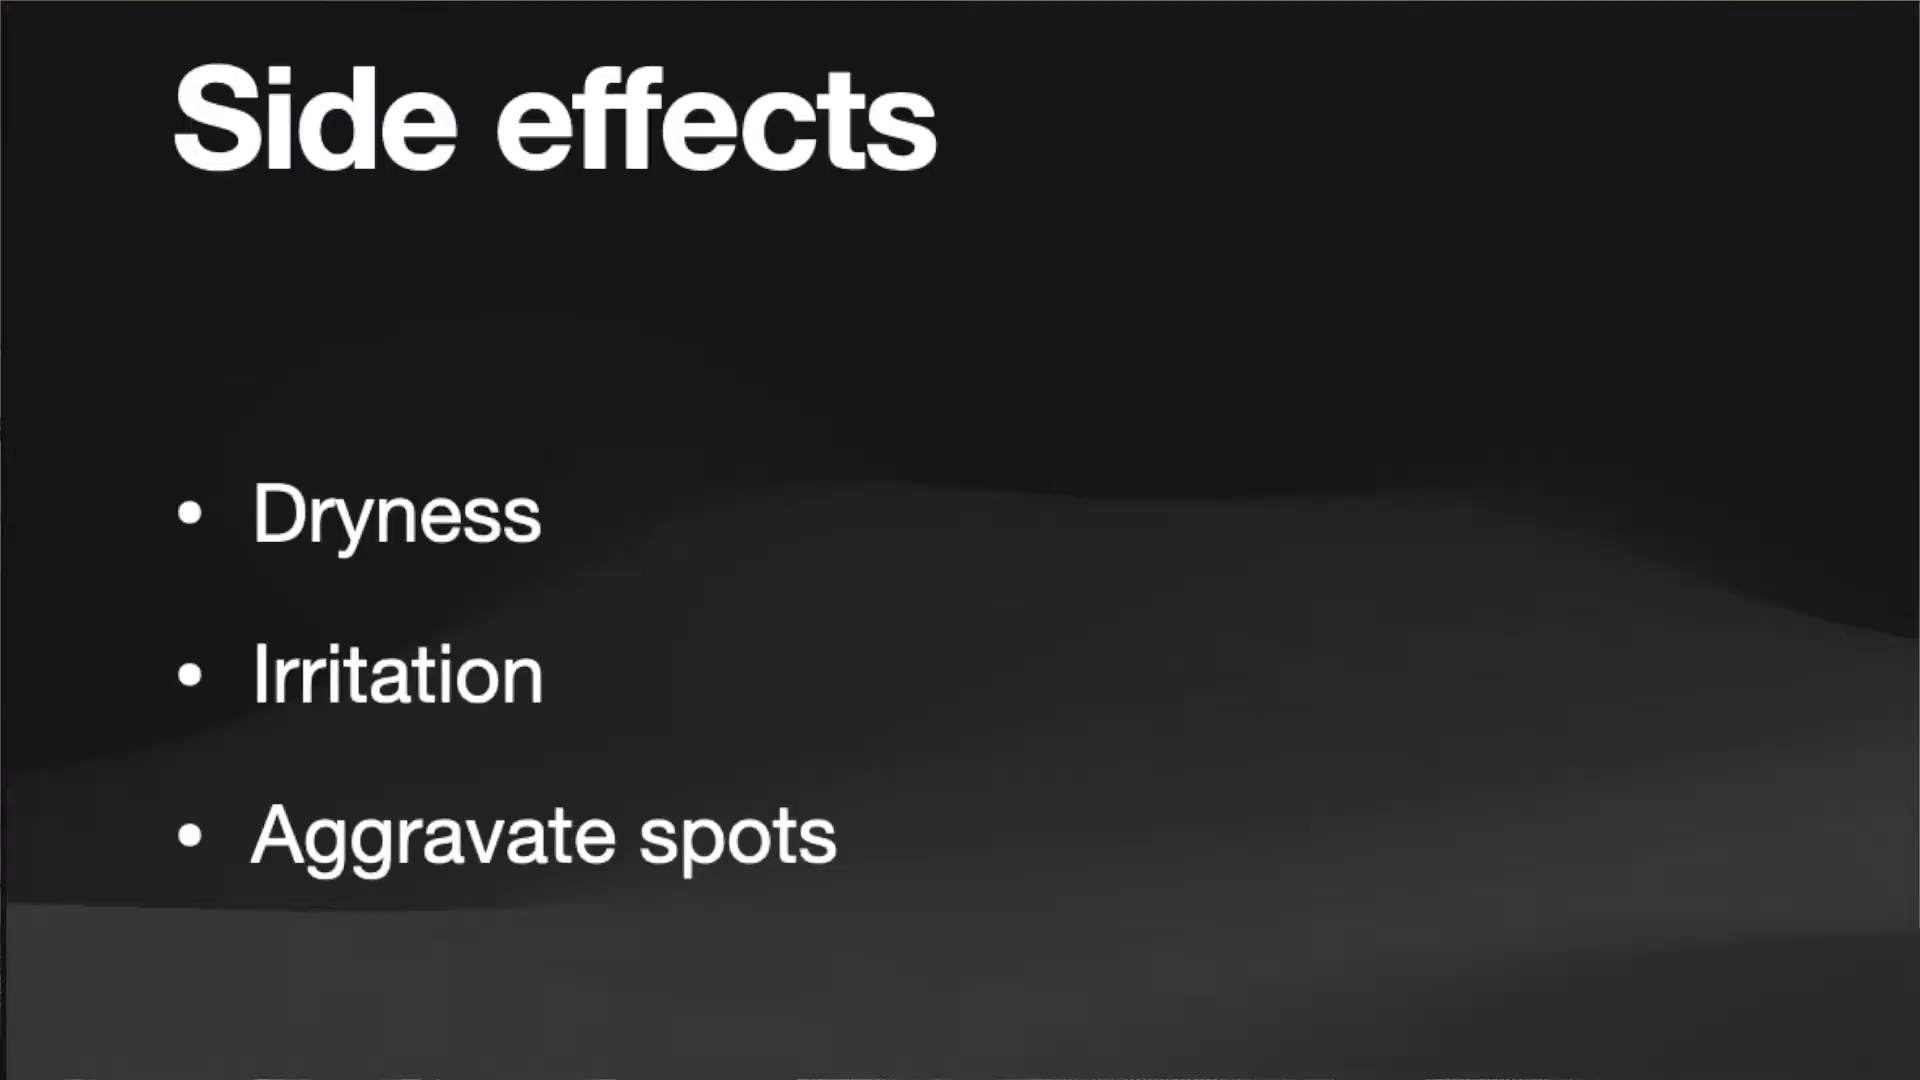 Side effects
• Dryness
• Irritation
• Aggravate spots